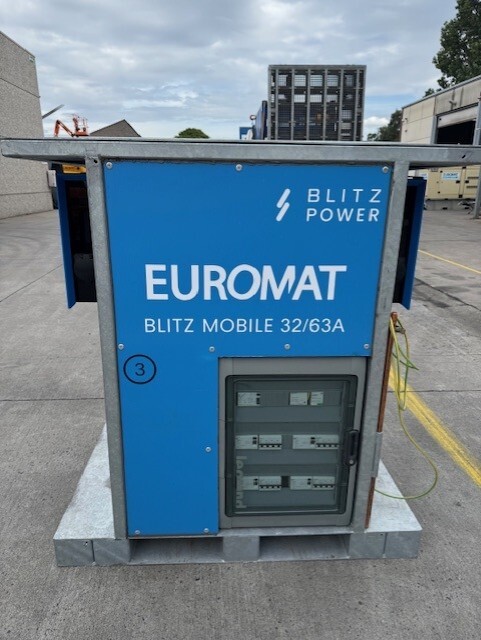 BLITZ
POWER
EUROMAT
BLITZ MOBILE 32/63A
3
legrand